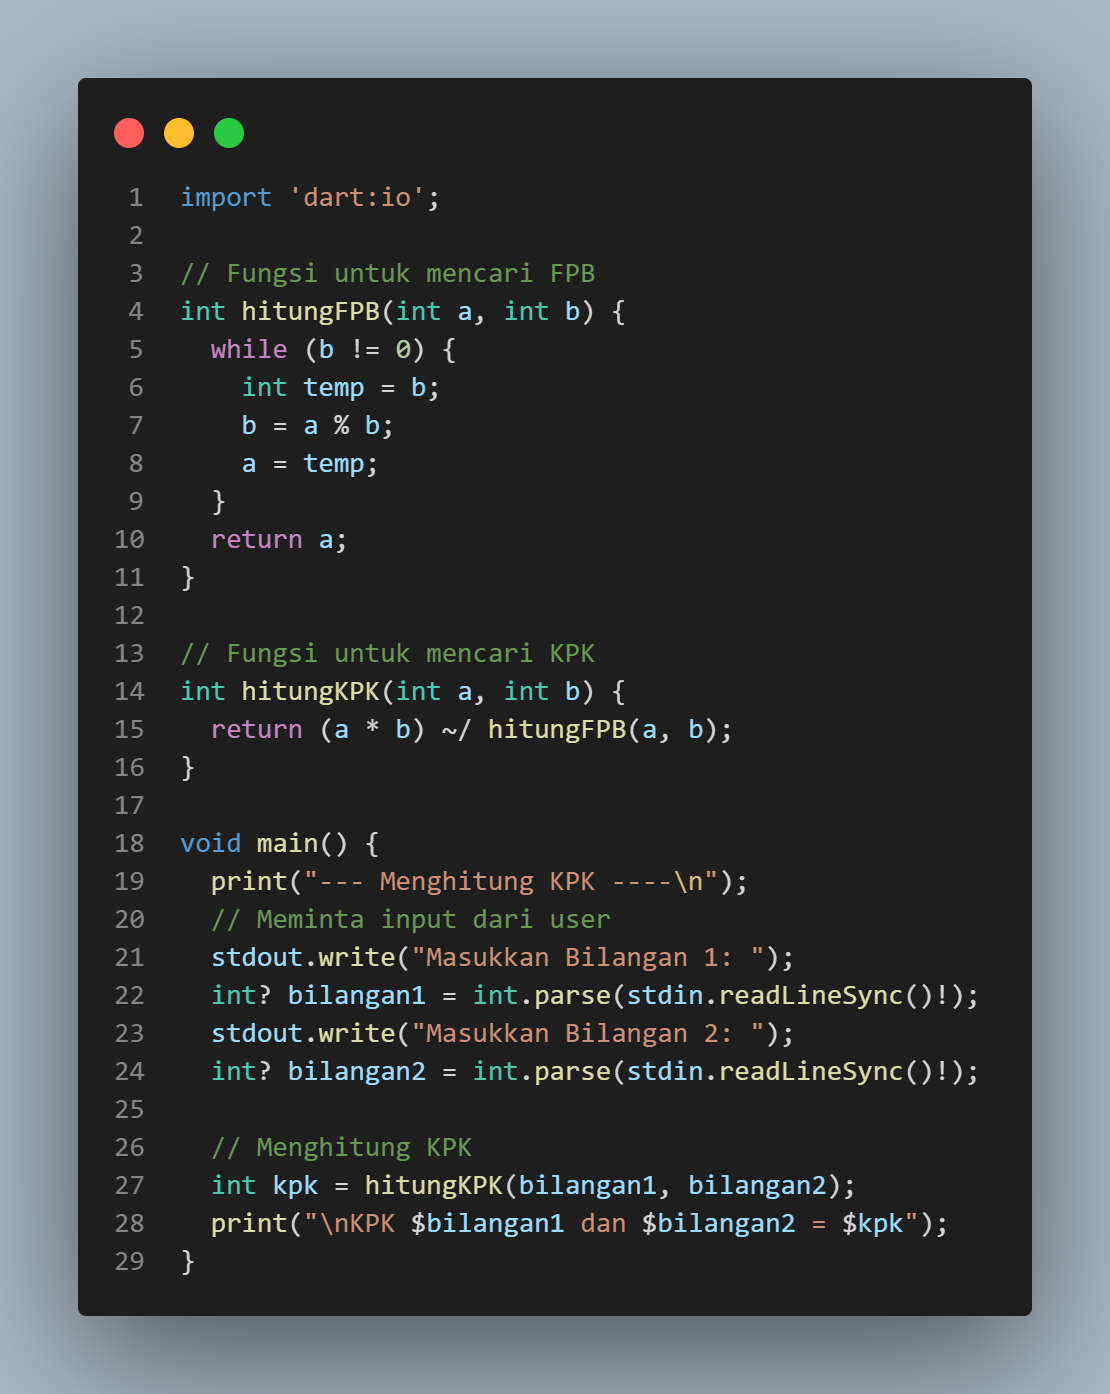 1 import 'dart:io';
2
3 // Fungsi untuk mencari FPB
4 int hitungFPB(int a, int b) {
5   while (b != 0) {
6     int temp = b;
7     b = a % b;
8     a = temp;
9   }
10   return a;
11 }
12
13 // Fungsi untuk mencari KPK
14 int hitungKPK(int a, int b) {
15   return (a * b) ~/ hitungFPB(a, b);
16 }
17
18 void main() {
19   print("--- Menghitung KPK ----\n");
20   // Meminta input dari user
21   stdout.write("Masukkan Bilangan 1: ");
22   int? bilangan1 = int.parse(stdin.readLineSync()!);
23   stdout.write("Masukkan Bilangan 2: ");
24   int? bilangan2 = int.parse(stdin.readLineSync()!);
25
26   // Menghitung KPK
27   int kpk = hitungKPK(bilangan1, bilangan2);
28   print("\nKPK $bilangan1 dan $bilangan2 = $kpk");
29 }